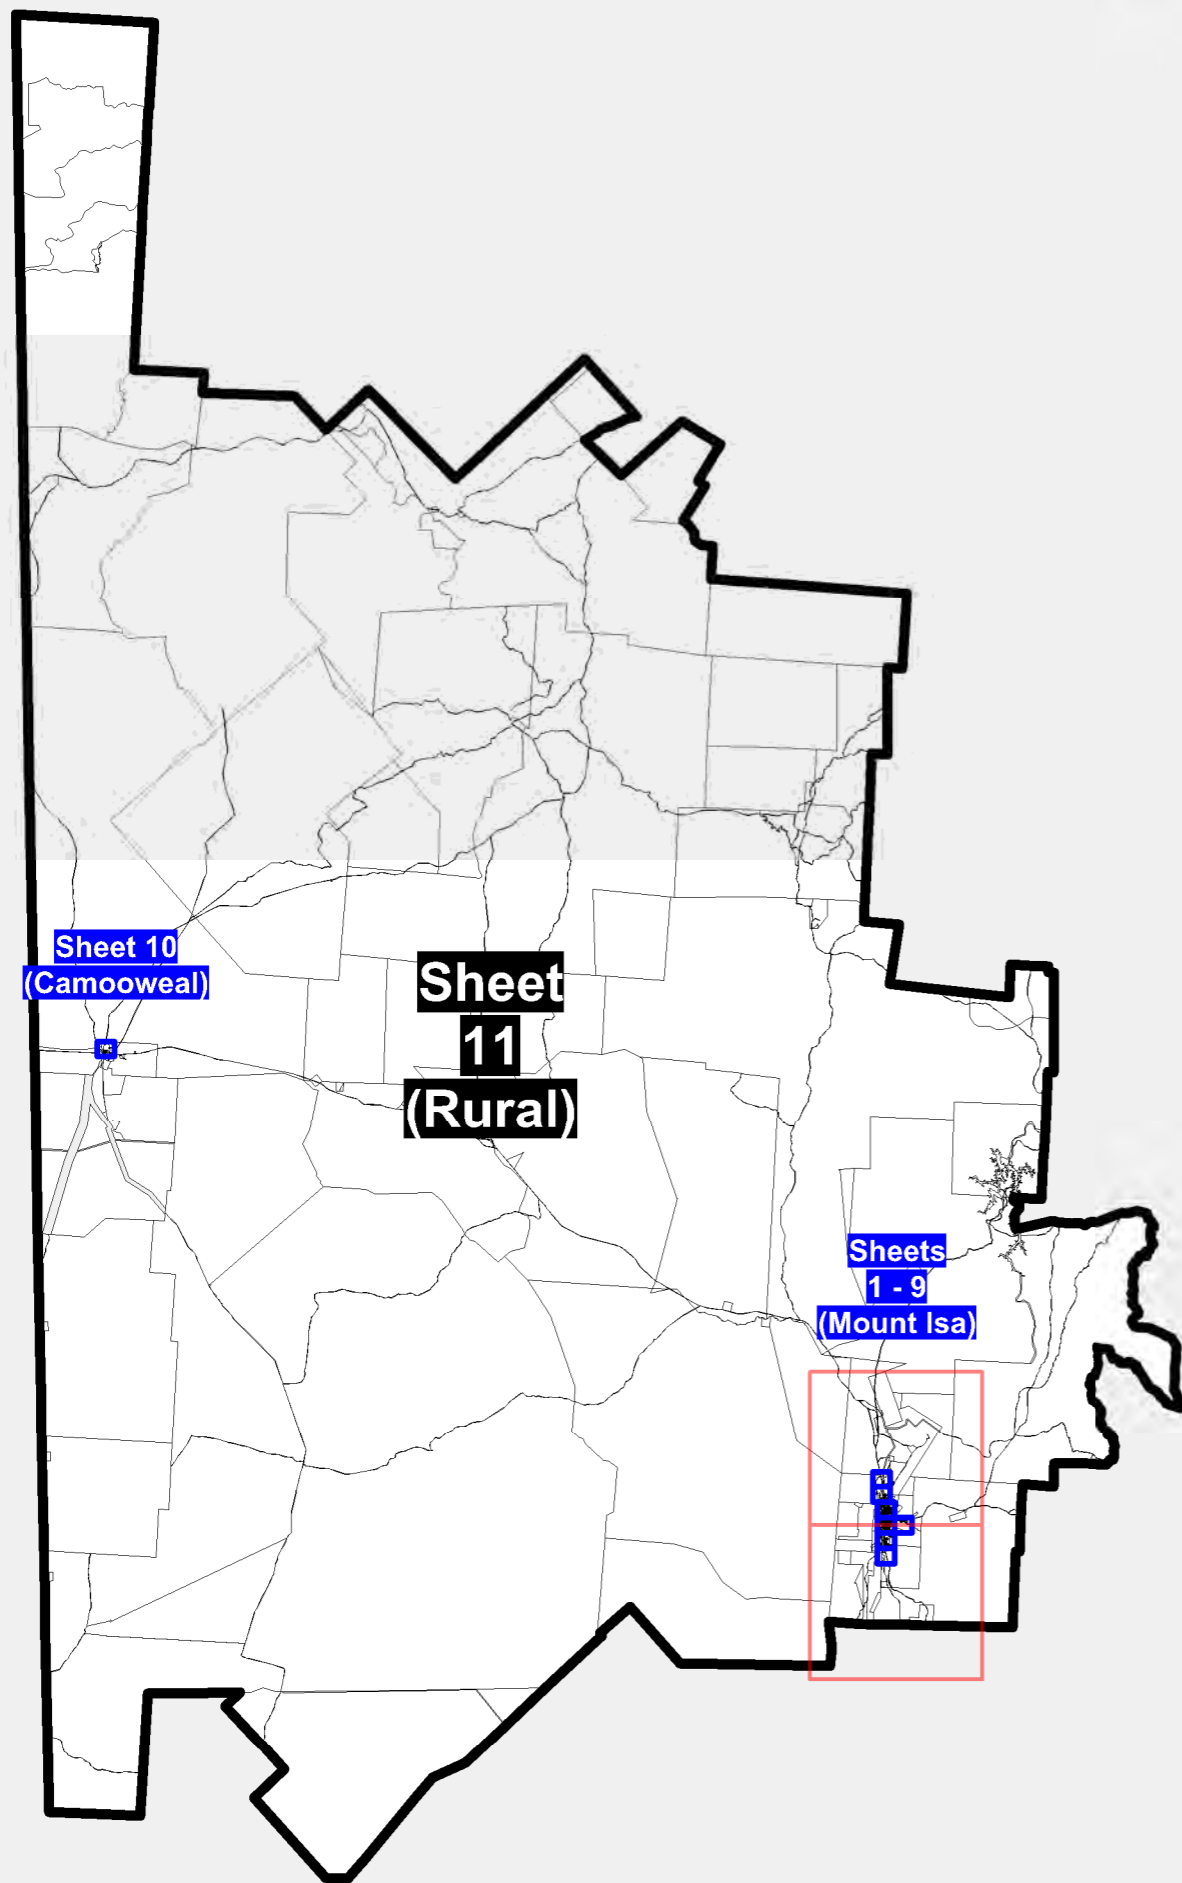 Sheet 10
(Camooweal)
Sheet
11
(Rural)
Sheets
1 - 9
(Mount Isa)